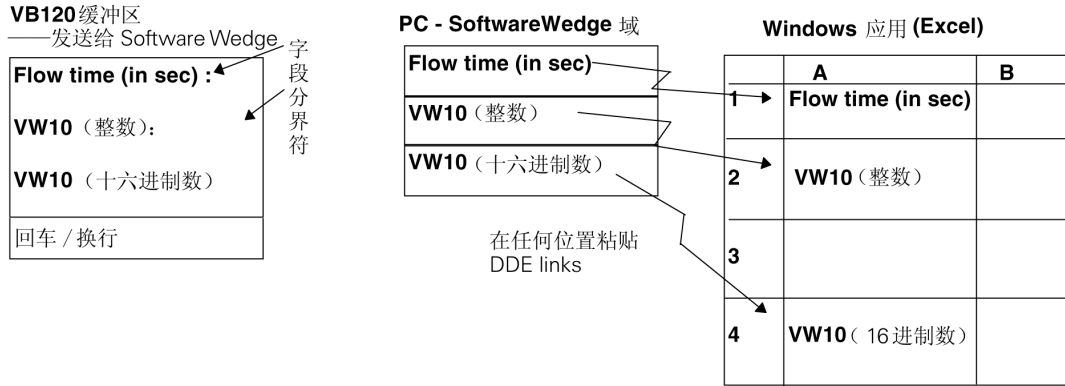 VB120缓冲区
——发送给 Software Wedge
字段分界符
Flow time (in sec) :
VW10（整数）：
VW10（十六进制数）
回车 / 换行
PC - SoftwareWedge 域
Flow time (in sec)
VW10（整数）
VW10（十六进制数）
在任何位置粘贴
DDE links
Windows 应用 (Excel)
A B
1 Flow time (in sec)
2 VW10（整数）
3
4 VW10（ 16进制数）